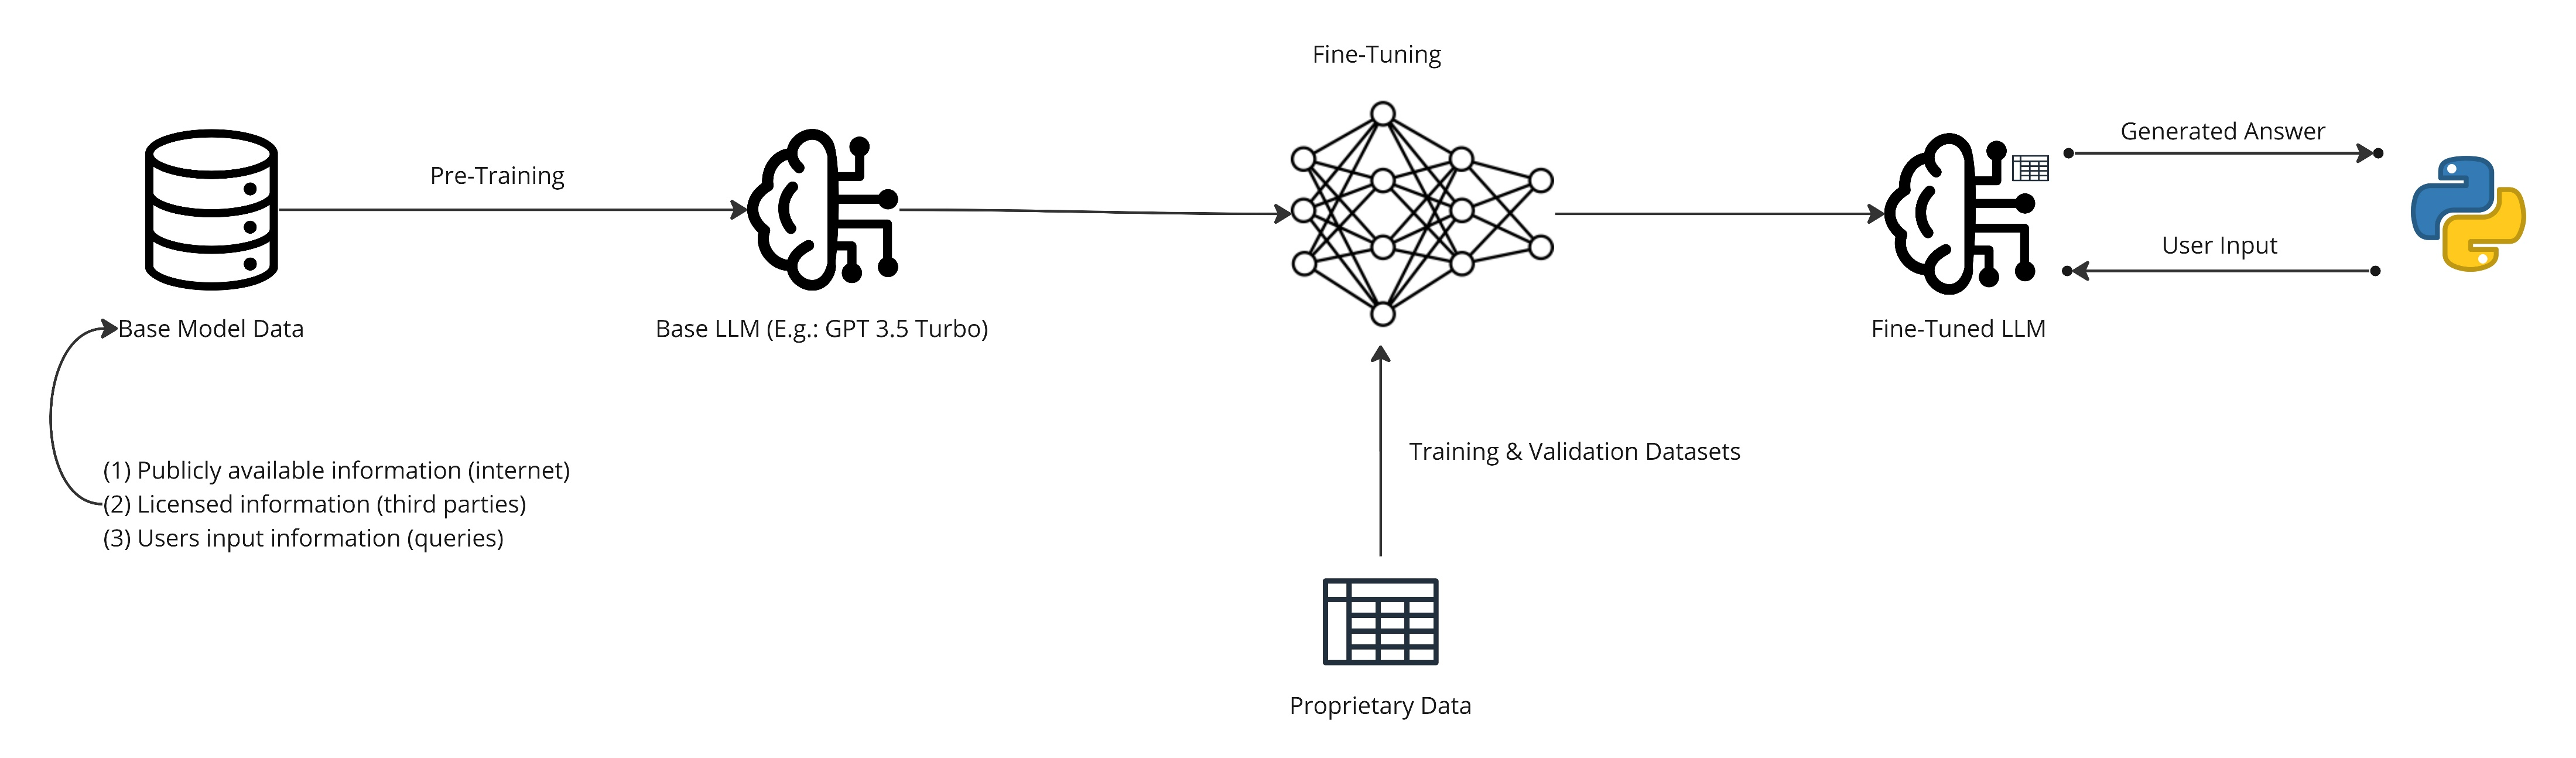 Fine-Tuning
Generated Answer
Pre-Training
User Input
Base Model Data
Base LLM (E.g.: GPT 3.5 Turbo)
Fine-Tuned LLM
Training & Validation Datasets
(1) Publicly available information (internet)
(2) Licensed information (third parties)
(3) Users input information (queries)
Proprietary Data